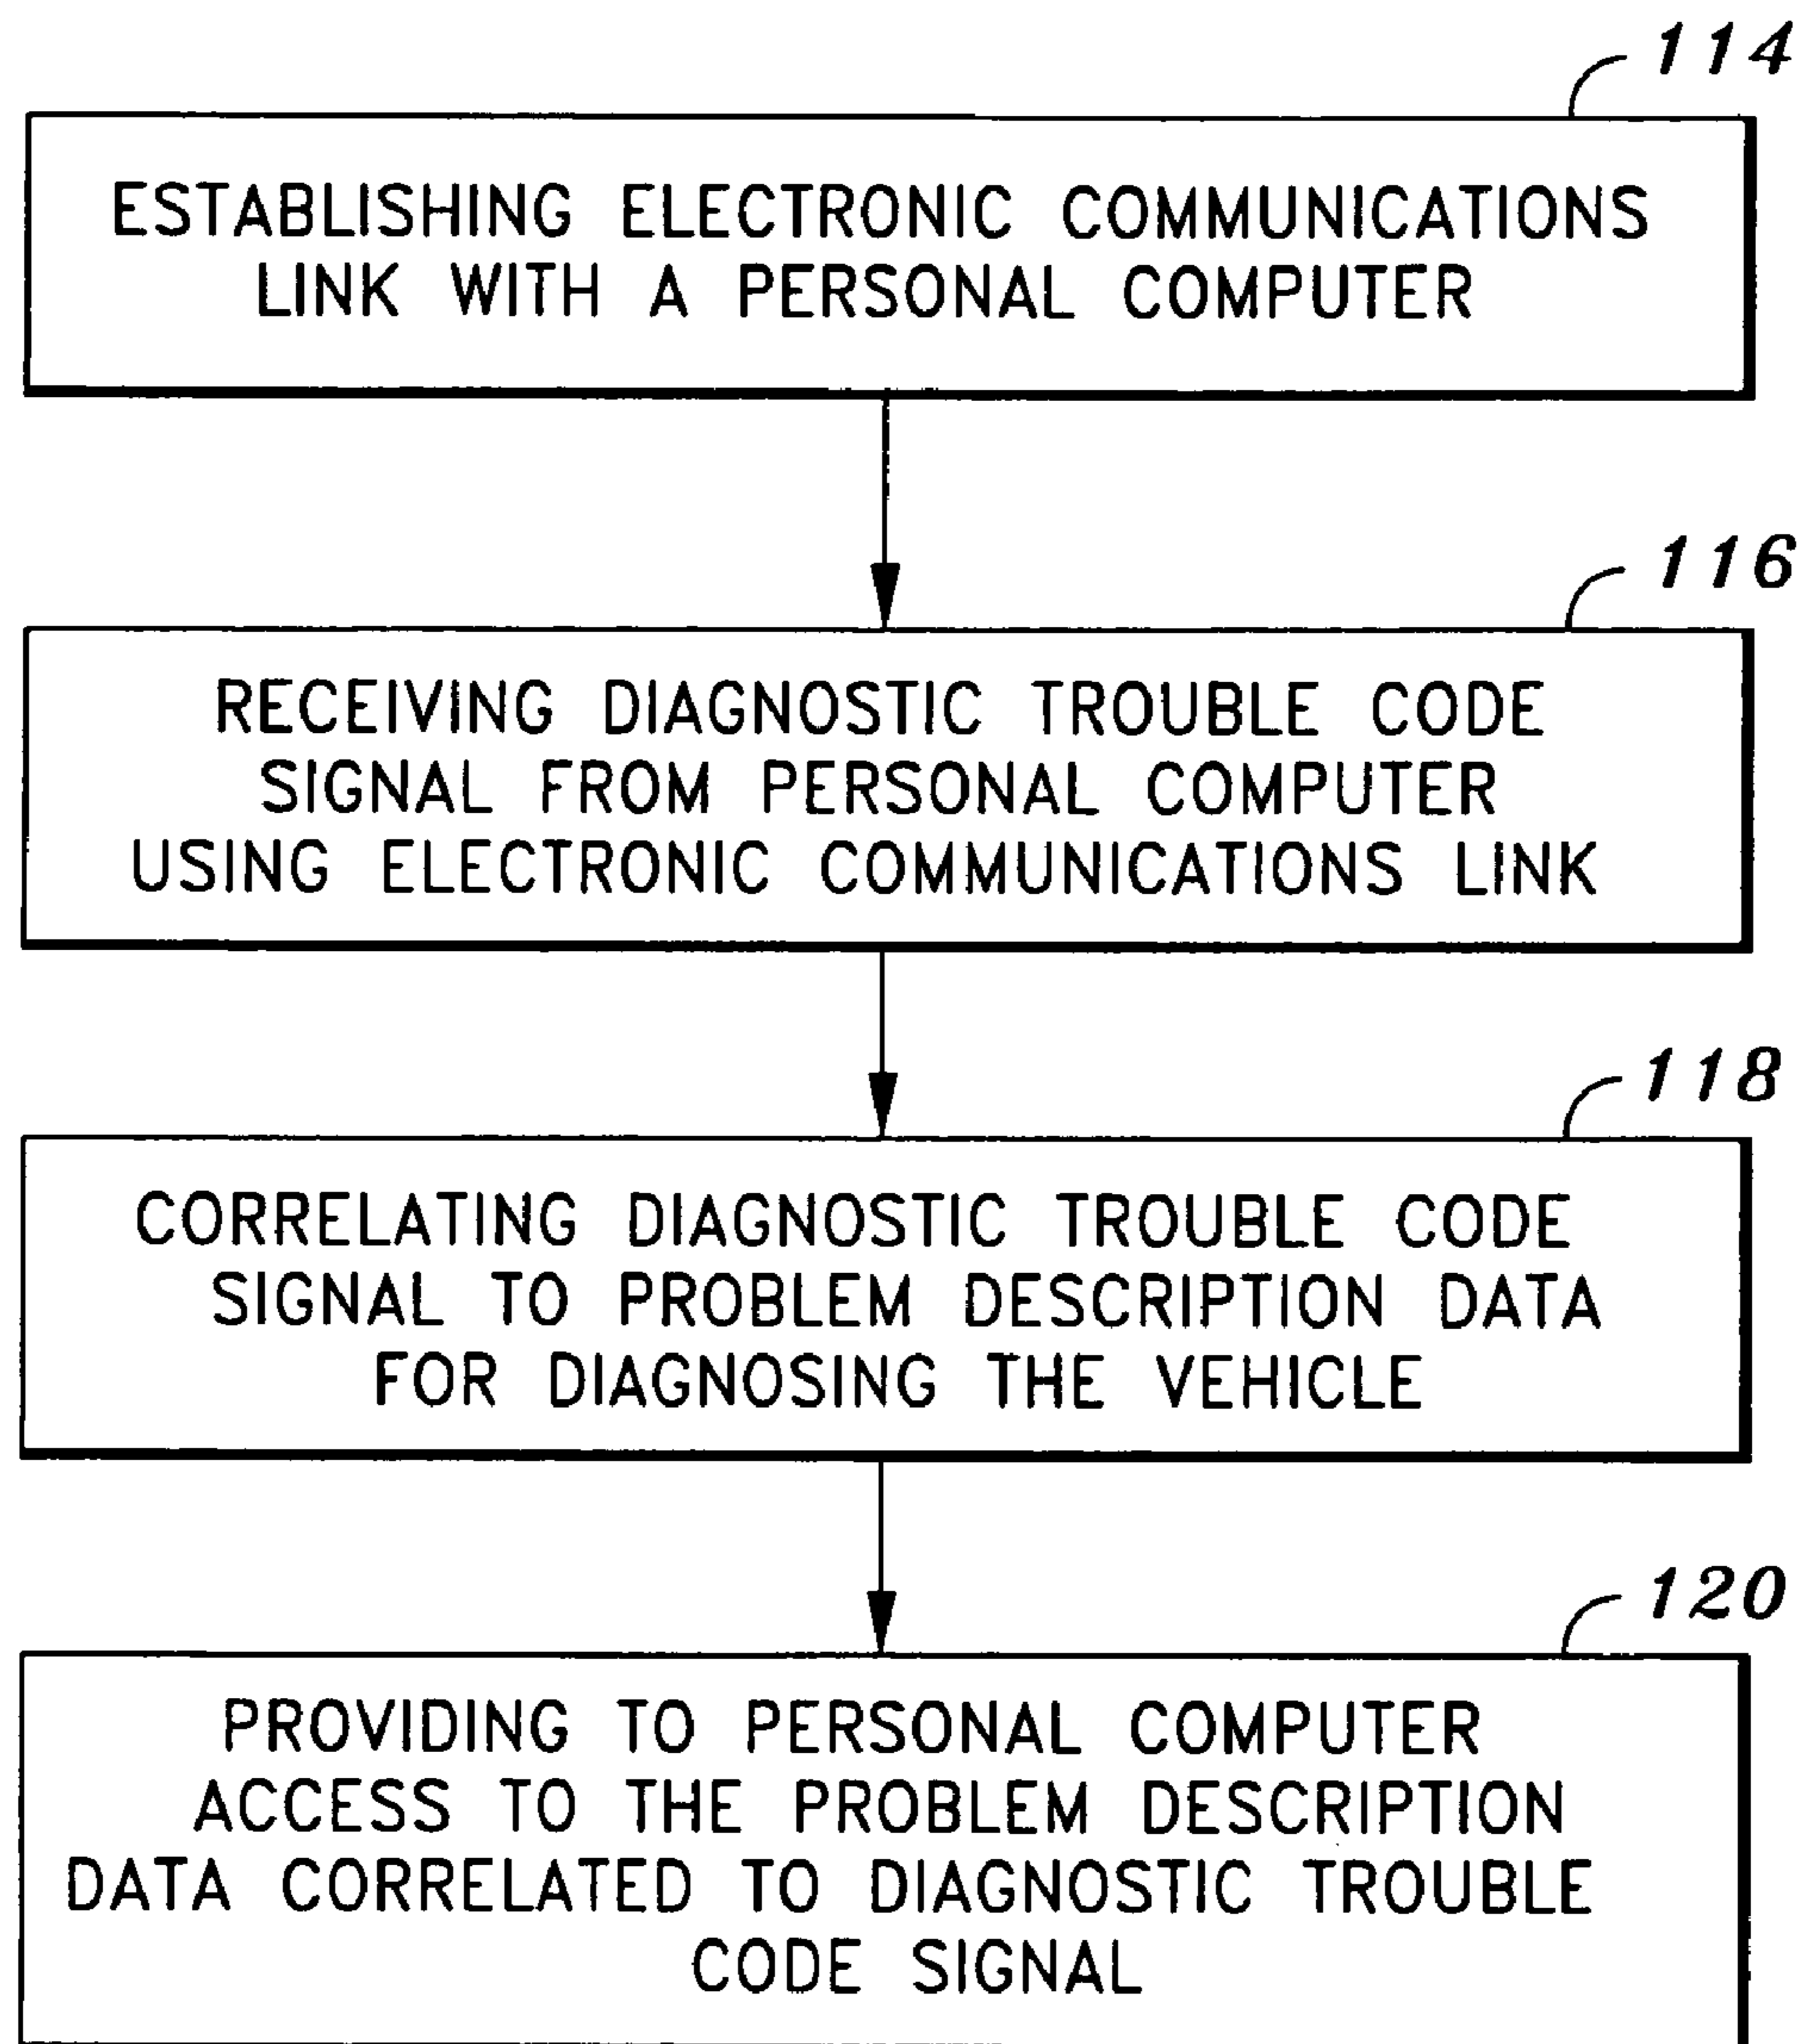 114
ESTABLISHING ELECTRONIC COMMUNICATIONS
LINK WITH A PERSONAL COMPUTER
116
RECEIVING DIAGNOSTIC TROUBLE CODE
SIGNAL FROM PERSONAL COMPUTER
USING ELECTRONIC COMMUNICATIONS LINK
118
CORRELATING DIAGNOSTIC TROUBLE CODE
SIGNAL TO PROBLEM DESCRIPTION DATA
FOR DIAGNOSING THE VEHICLE
120
PROVIDING TO PERSONAL COMPUTER
ACCESS TO THE PROBLEM DESCRIPTION
DATA CORRELATED TO DIAGNOSTIC TROUBLE
CODE SIGNAL